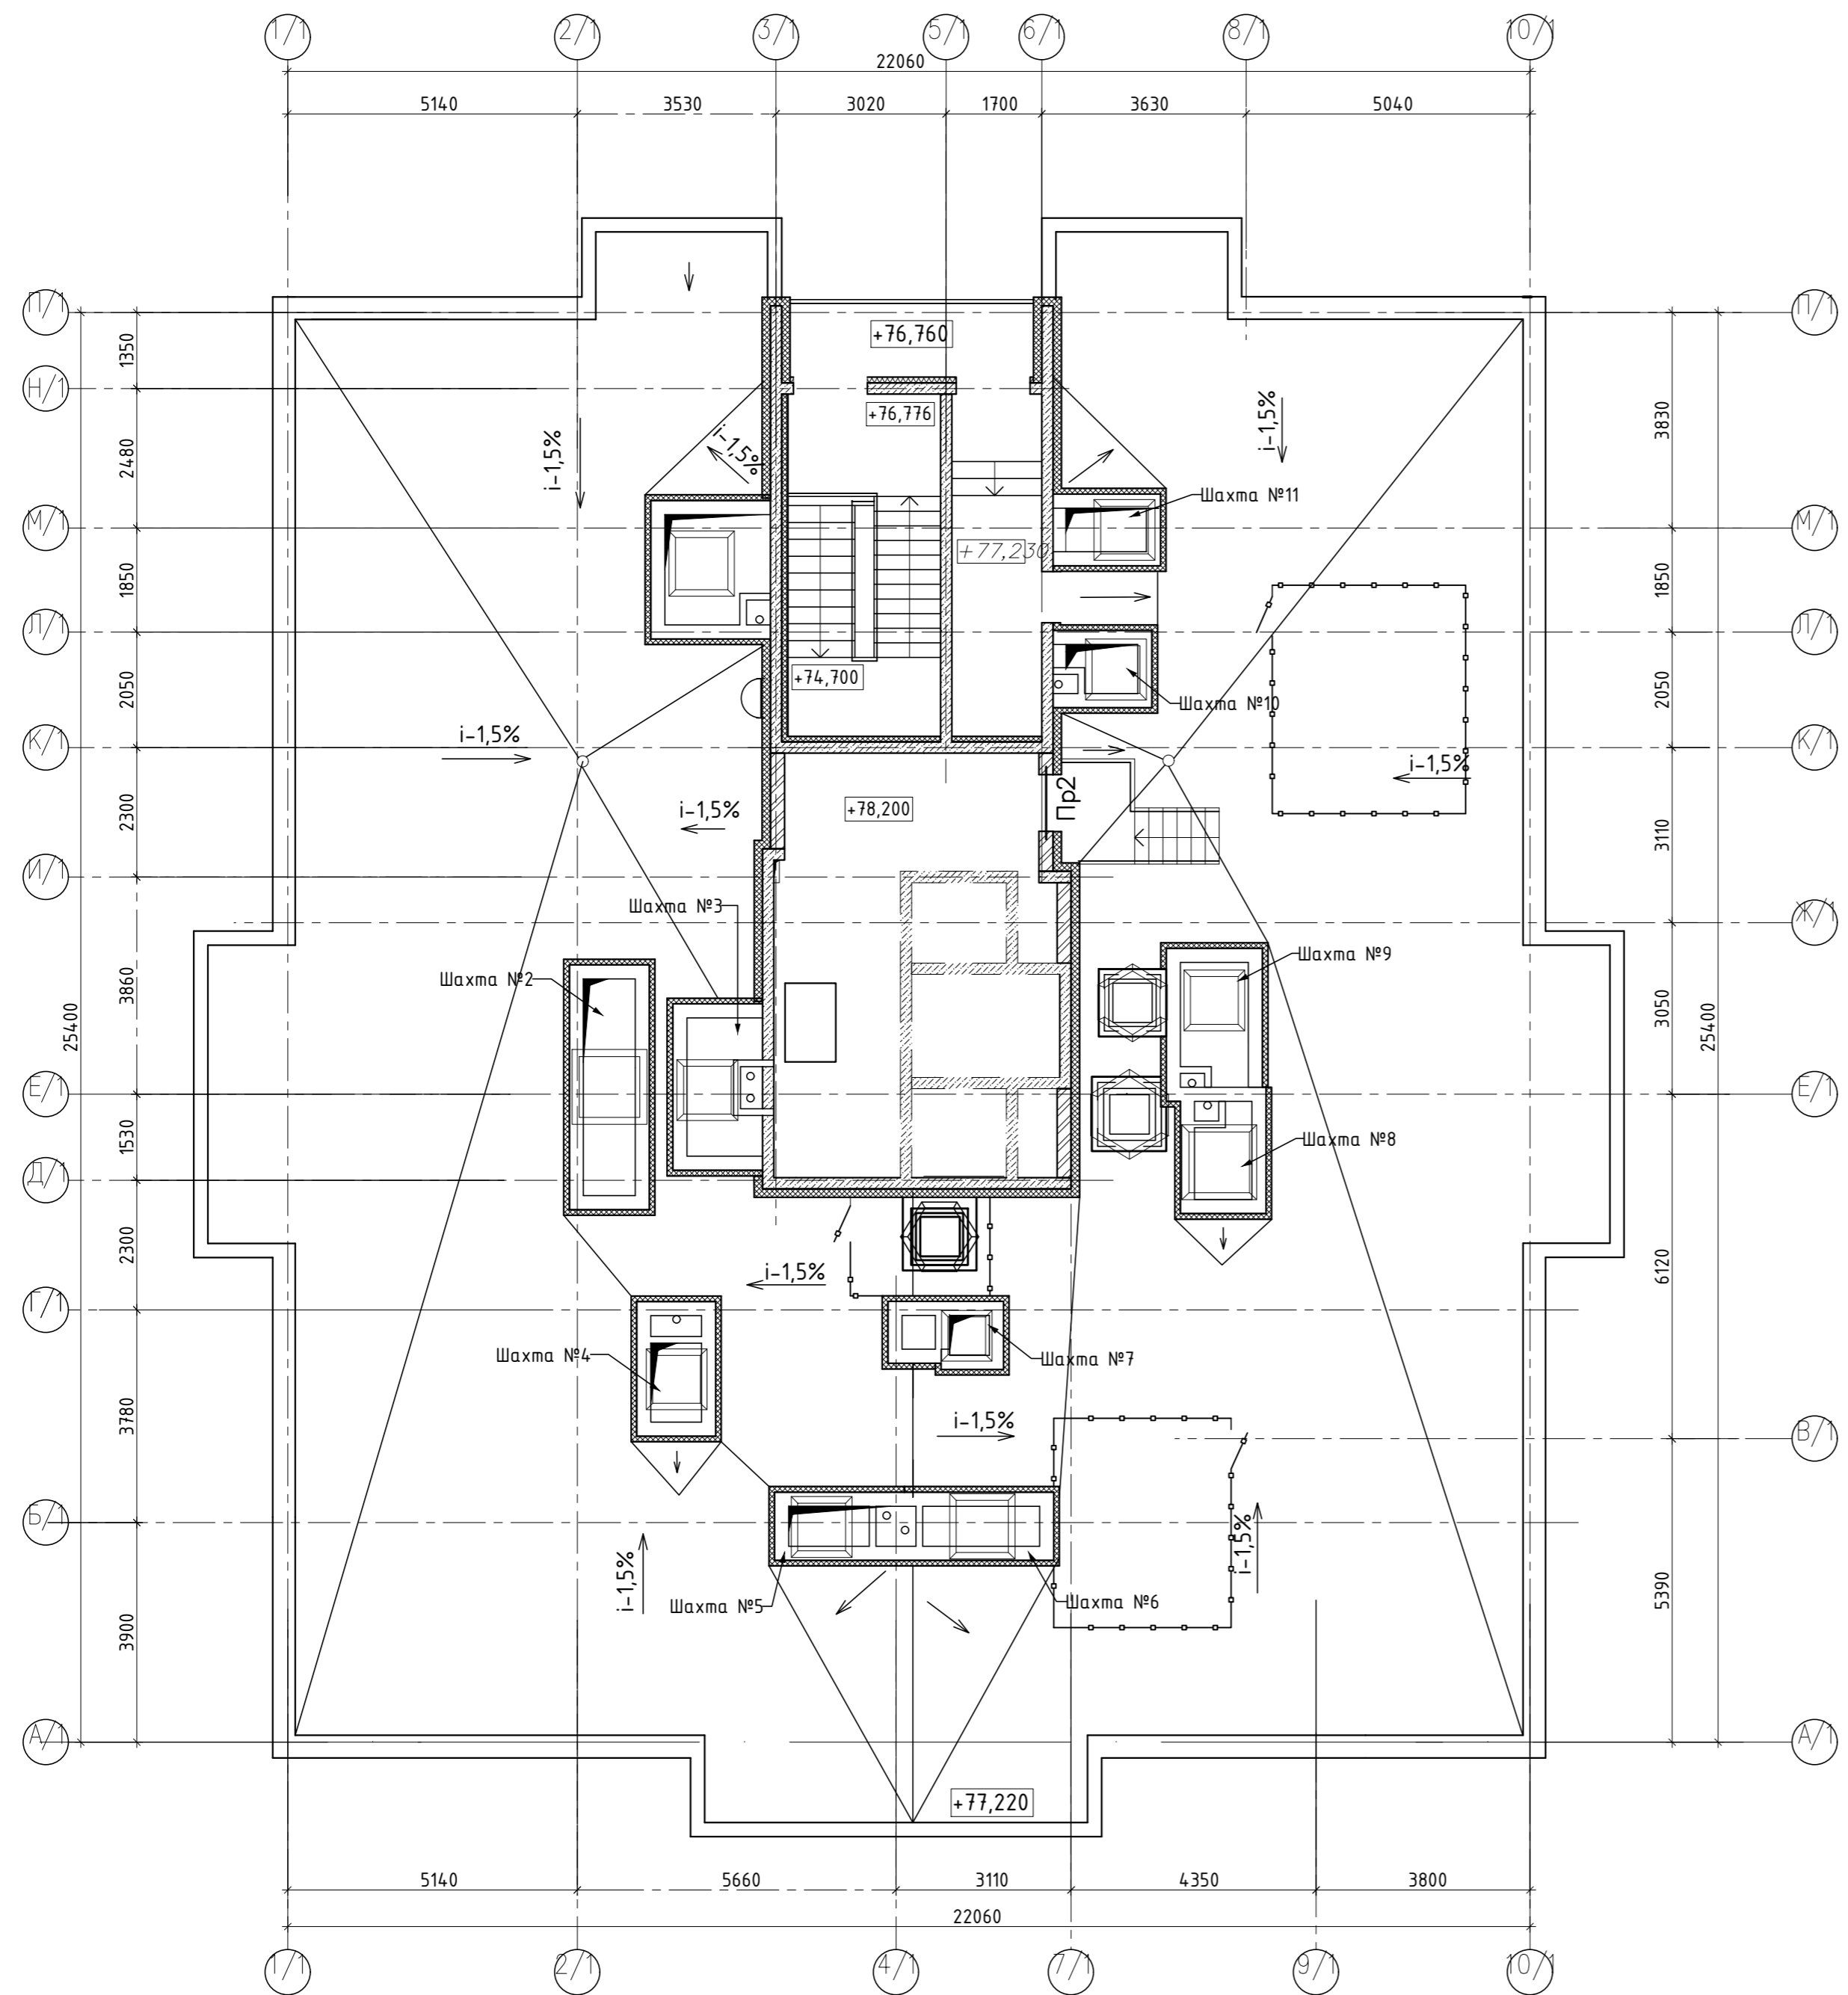 1/1 2/1 3/1 5/1 6/1 8/1 10/1
22060
5140 3530 3020 1700 3630 5040
П/1 П/1
+76,760
1350
Н/1
+76,776
3830
i-1,5%
i-1,5%
i-1,5%
2480
Шахта №11
М/1 М/1
+77,230
1850 1850
Л/1 Л/1
+74,700
2050 2050
Шахта №10
i-1,5%
К/1 К/1
i-1,5%
Пр2
i-1,5%
+78,200
2300
3110
И/1
Шахта №3
Ж/1
Шахта №9
Шахта №2
3860
3050
25400 25400
Е/1 Е/1
1530
Шахта №8
Д/1
2300
i-1,5%
6120
Г/1
Шахта №4
Шахта №7
3780
i-1,5%
В/1
Б/1
i-1,5%
i-1,5%
Шахта №5
Шахта №6
3900
5390
А/1 А/1
+77,220
5140 5660 3110 4350 3800
22060
1/1 2/1 4/1 7/1 9/1 10/1